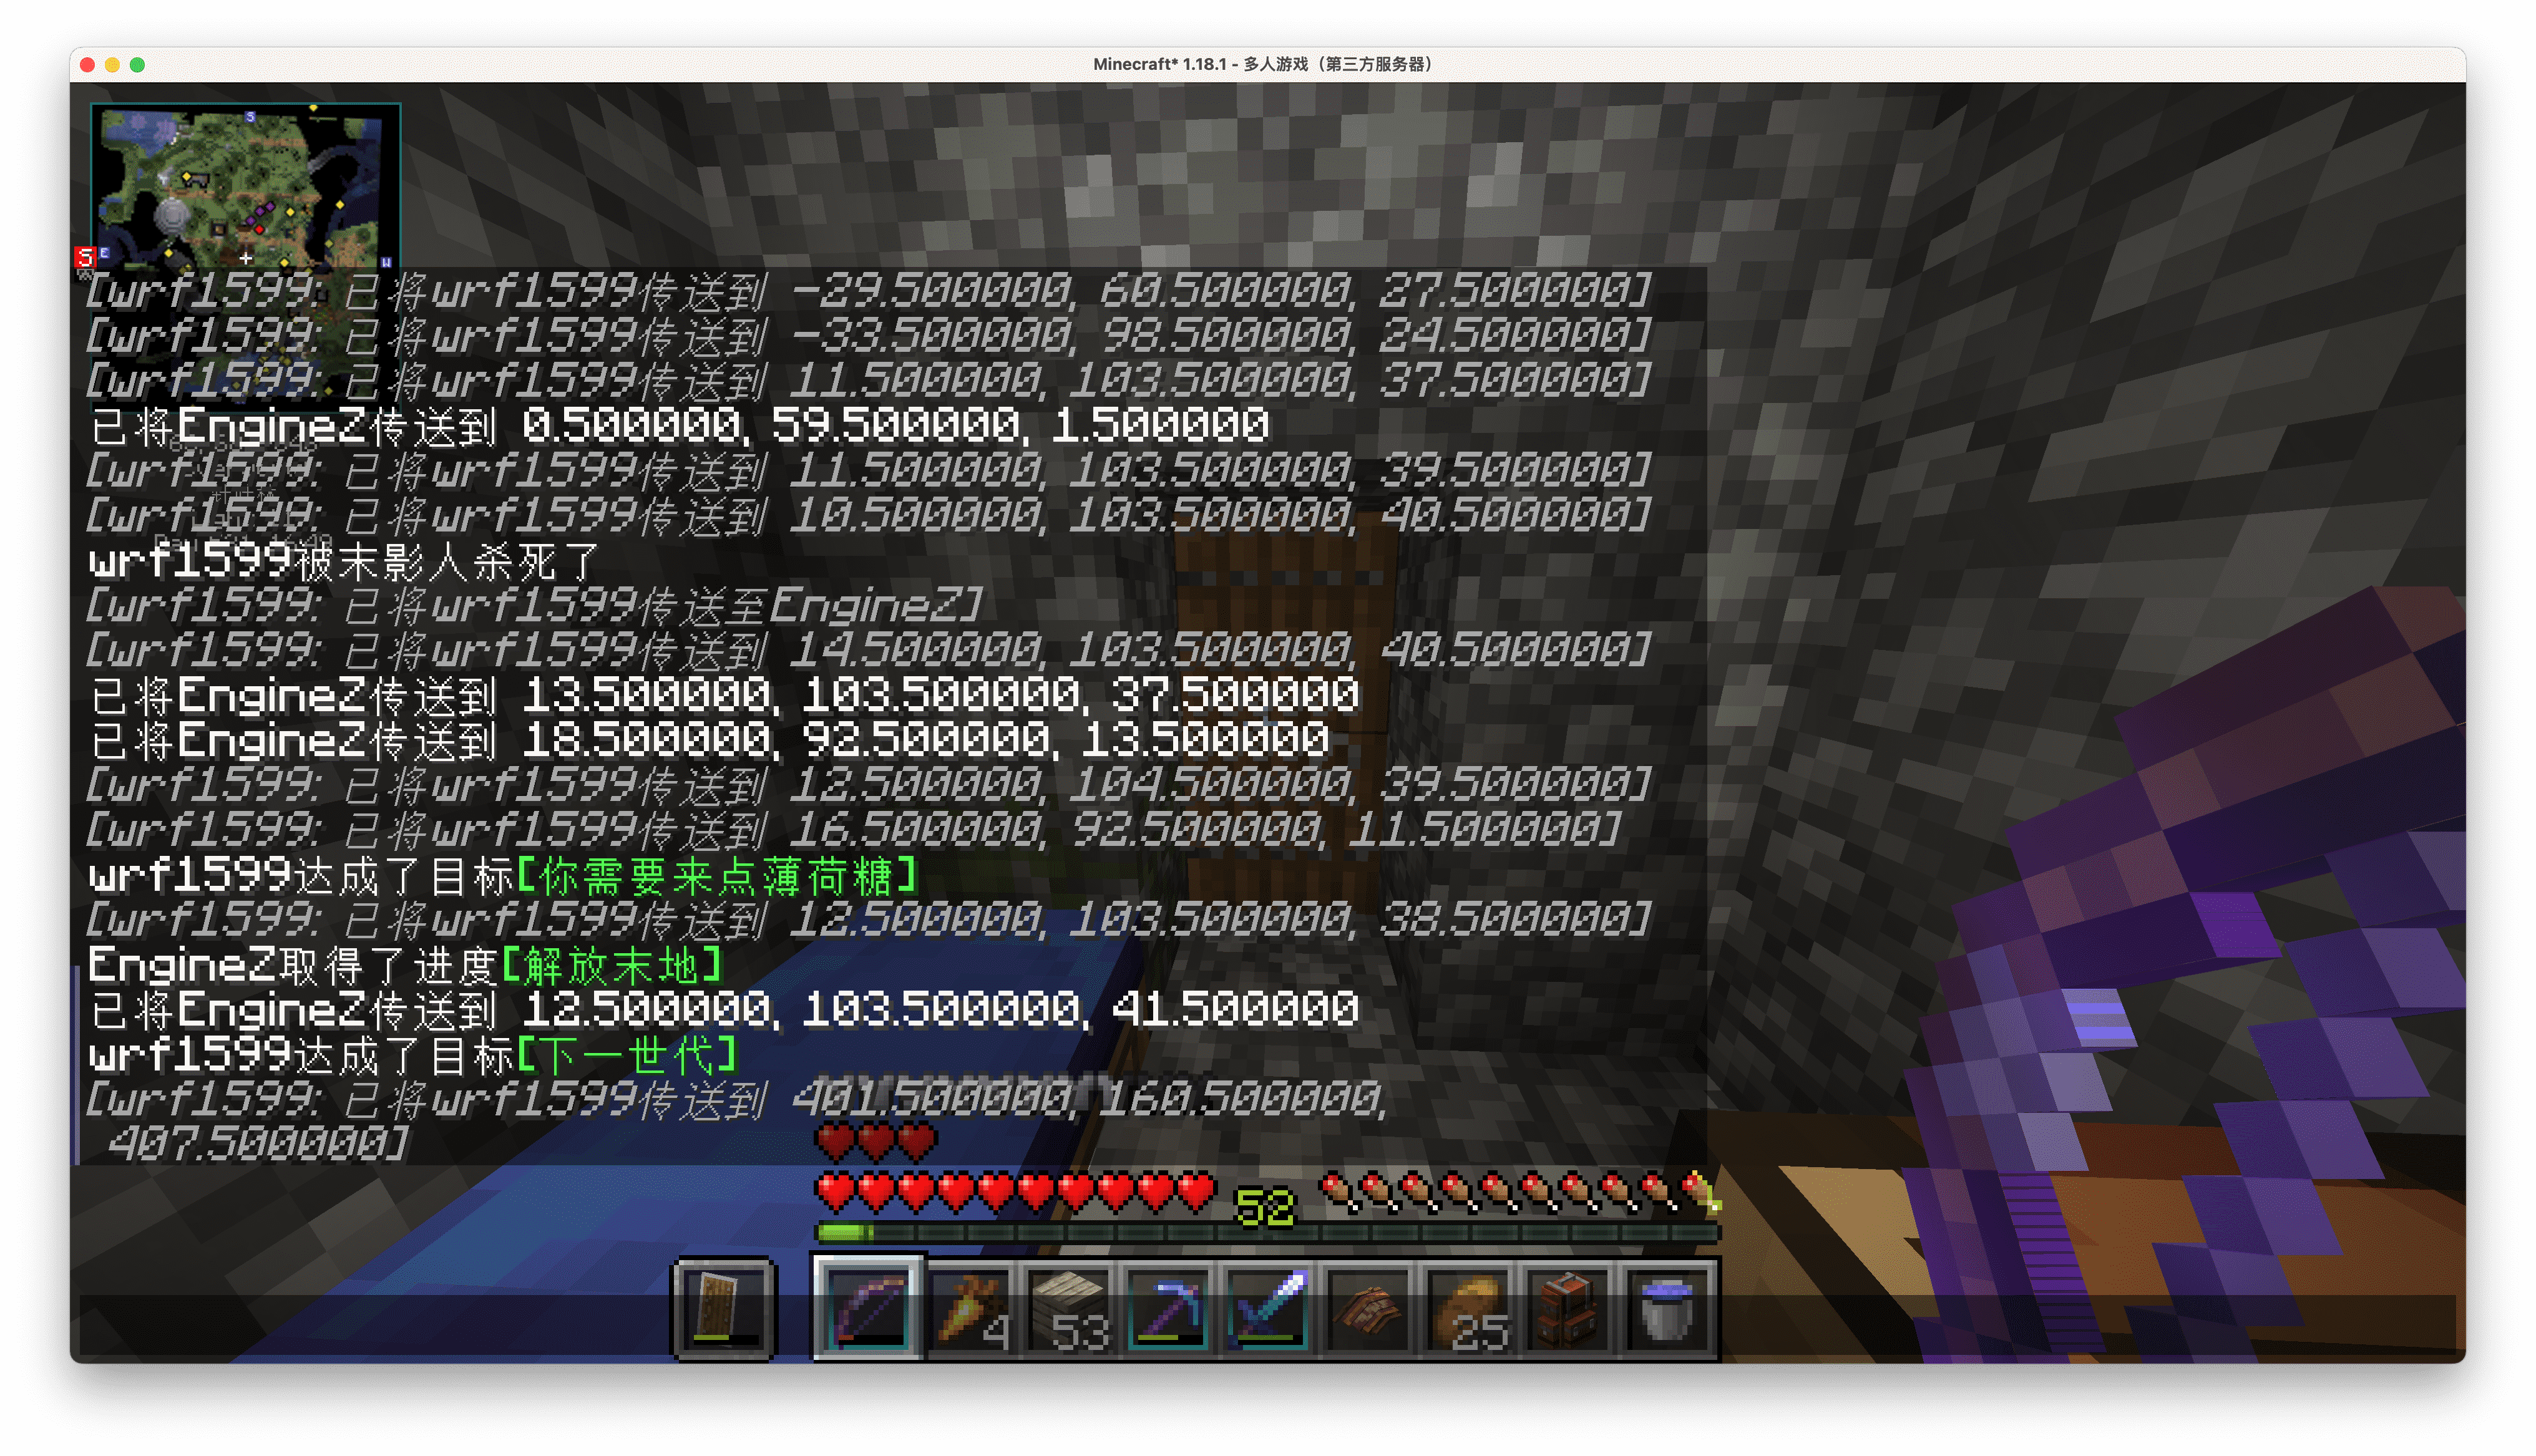 Minecraft* 1.18.1 - 多人游戏（第三方服务器）
S
S
E
W
[wrf1599: 已将wrf1599传送到 -29.500000, 60.500000, 27.500000]
[wrf1599: 已将wrf1599传送到 -33.500000, 98.500000, 24.500000]
[wrf1599: 已将wrf1599传送到 11.500000, 103.500000, 37.500000]
已将EngineZ传送到 0.500000, 59.500000, 1.500000
[wrf1599: 已将wrf1599传送到 11.500000, 103.500000, 39.500000]
[wrf1599: 已将wrf1599传送到 10.500000, 103.500000, 40.500000]
wrf1599被末影人杀死了
[wrf1599: 已将wrf1599传送至EngineZ]
[wrf1599: 已将wrf1599传送到 14.500000, 103.500000, 40.500000]
已将EngineZ传送到 13.500000, 103.500000, 37.500000
已将EngineZ传送到 18.500000, 92.500000, 13.500000
[wrf1599: 已将wrf1599传送到 12.500000, 104.500000, 39.500000]
[wrf1599: 已将wrf1599传送到 16.500000, 92.500000, 11.500000]
wrf1599达成了目标[你需要来点薄荷糖]
[wrf1599: 已将wrf1599传送到 12.500000, 103.500000, 38.500000]
EngineZ取得了进度[解放末地]
已将EngineZ传送到 12.500000, 103.500000, 41.500000
wrf1599达成了目标[下一世代]
[wrf1599: 已将wrf1599传送到 401.500000, 160.500000,
407.500000]
52
4 53 25